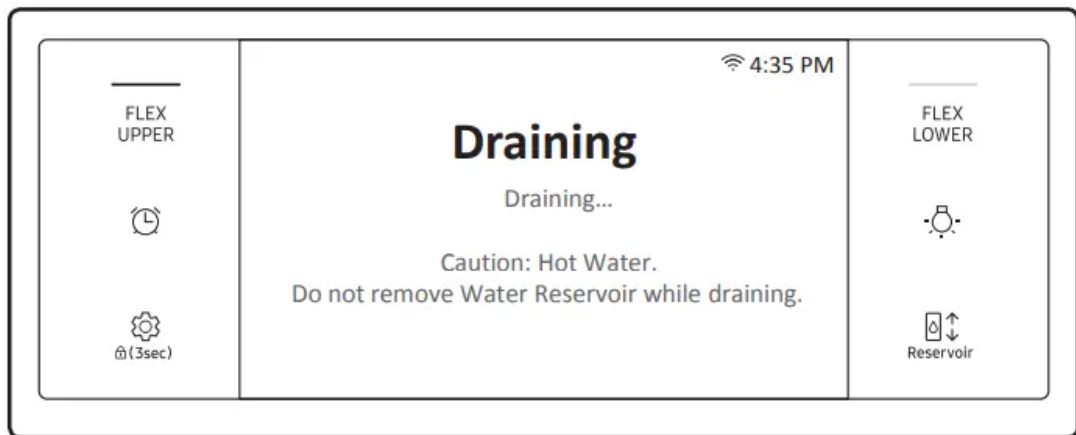 FLEX
UPPER
(3sec)
4:35 PM
Draining
Draining...
Caution: Hot Water.
Do not remove Water Reservoir while draining.
FLEX
LOWER
Reservoir